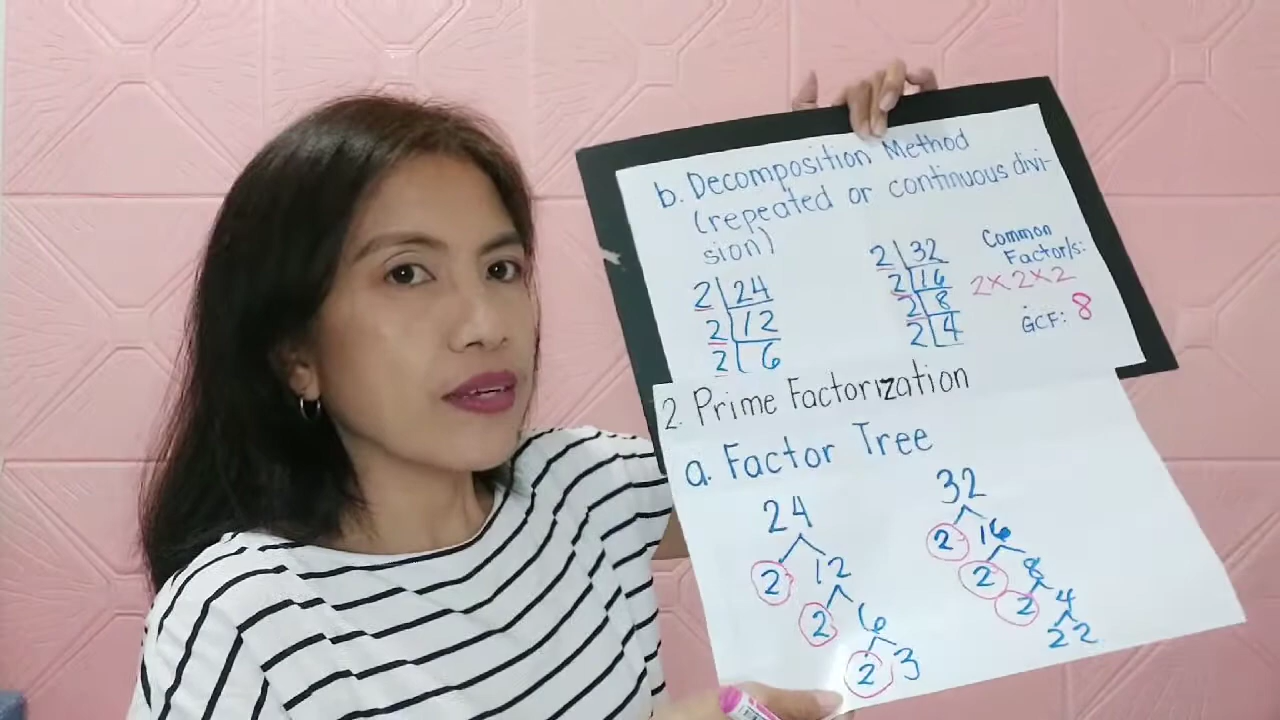 b. Decomposition Method
(repeated or continuous divi-
sion)
2 24
2 12
2 6
2 32
2 16
2 8
2 4
Common
Factor/s:
2 x 2 x 2
GCF: 8
2. Prime Factorization
a. Factor Tree
24
2 12
2 6
2 3
32
2 16
2 8
2 4
2 2